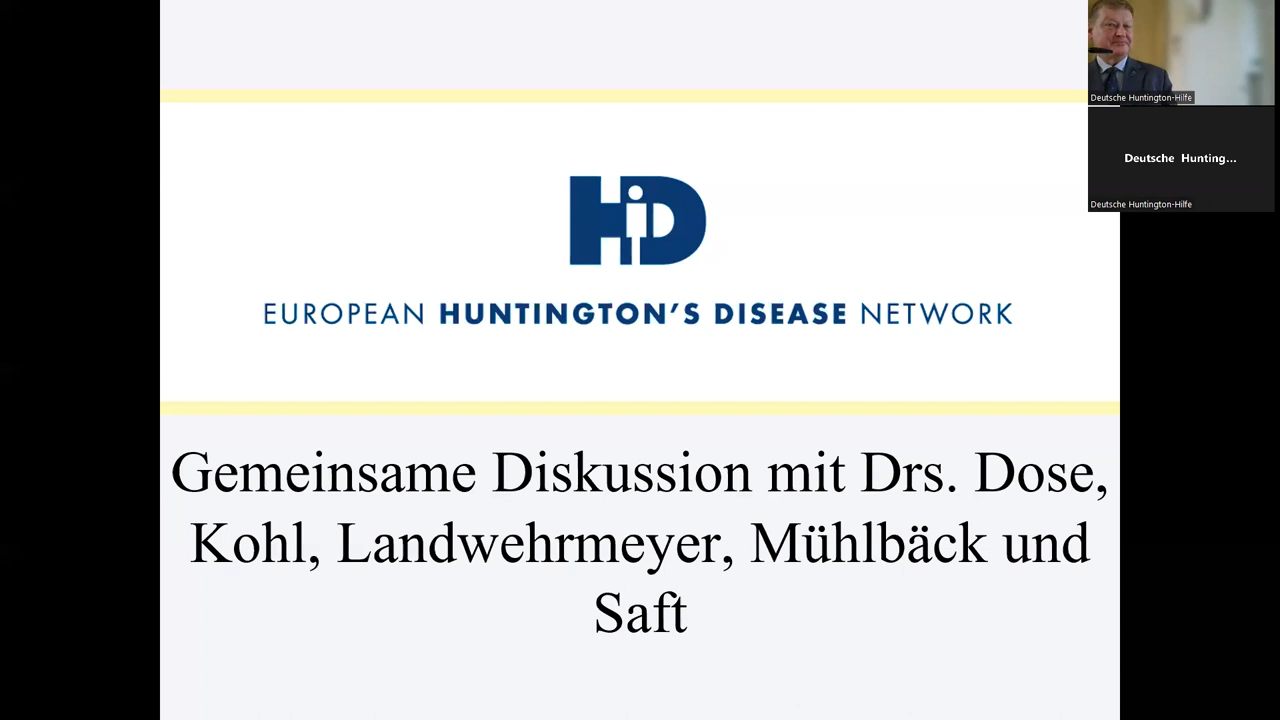 HD
EUROPEAN HUNTINGTON'S DISEASE NETWORK
Gemeinsame Diskussion mit Drs. Dose,
Kohl, Landwehrmeyer, Mühlbäck und
Saft
Deutsche Huntington-Hilfe
Deutsche Hunting...
Deutsche Huntington-Hilfe